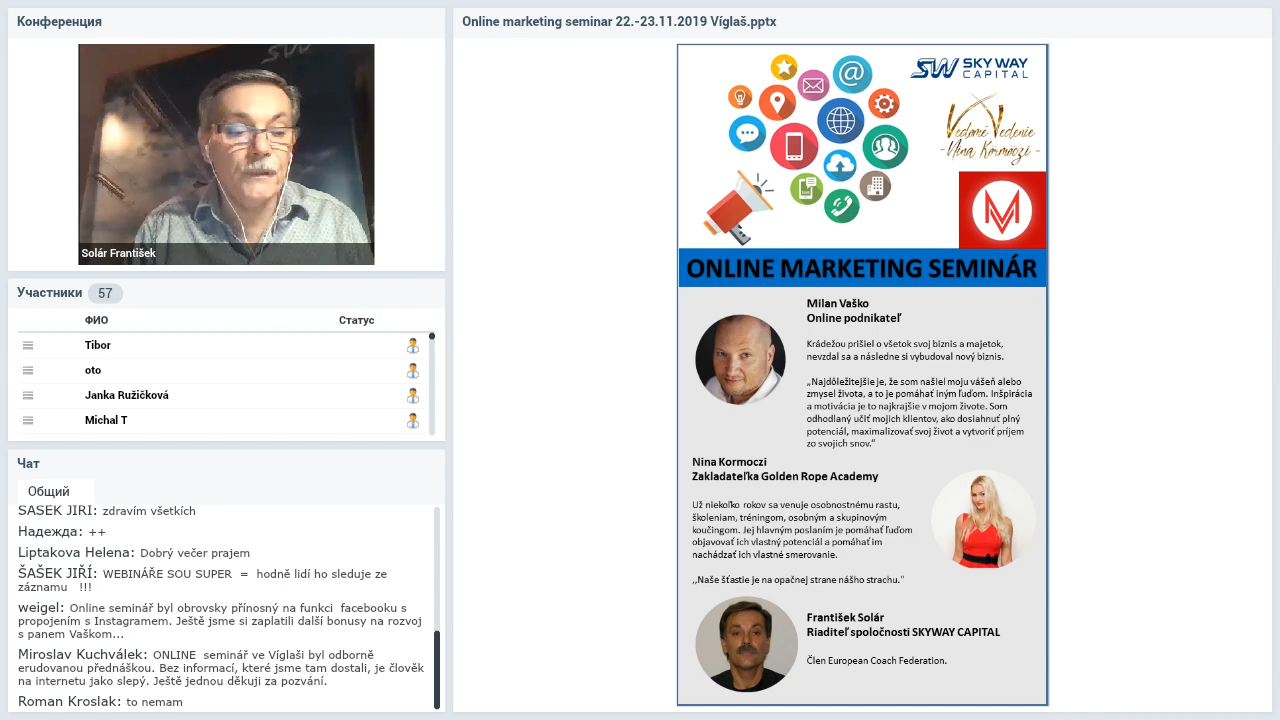 Конференция
Solár František
Участники 57
ФИО Статус
Tibor
oto
Janka Ružičková
Michal T
Чат
Общий
ŠAŠEK JIŘÍ: zdravím všetkích
Надежда: ++
Liptakova Helena: Dobrý večer prajem
ŠAŠEK JIŘÍ: WEBINÁŘE SOU SUPER = hodně lidí ho sleduje ze
záznamu !!!
weigel: Online seminář byl obrovsky přínosný na funkci facebooku s
propojením s Instagramem. Ještě jsme si zaplatili další bonusy na rozvoj
s panem Vaškom...
Miroslav Kuchválek: ONLINE seminář ve Víglaši byl odborně
erudovanou přednáškou. Bez informací, které jsme tam dostali, je člověk
na internetu jako slepý. Ještě jednou děkuji za pozvání.
Roman Kroslak: to nemam
Online marketing seminar 22.-23.11.2019 Víglaš.pptx
SW SKY WAY
CAPITAL
Vedomé Vedenie
- Nina Kormoczi -
ONLINE MARKETING SEMINÁR
Milan Vaško
Online podnikateľ
Krádežou prišiel o všetok svoj biznis a majetok,
nevzdal sa a následne si vybudoval nový biznis.
„Najdôležitejšie je, že som našiel moju vášeň alebo
zmysel života, a to je pomáhať iným ľuďom. Inšpirácia
a motivácia je to najkrajšie v mojom živote. Som
odhodlaný učiť mojich klientov, ako dosiahnuť plný
potenciál, maximalizovať svoj život a vytvoriť príjem
zo svojich snov.“
Nina Kormoczi
Zakladateľka Golden Rope Academy
Už niekoľko rokov sa venuje osobnostnému rastu,
školeniam, tréningom, osobným a skupinovým
koučingom. Jej hlavným poslaním je pomáhať ľuďom
objavovať ich vlastný potenciál a pomáhať im
nachádzať ich vlastné smerovanie.
,,Naše šťastie je na opačnej strane nášho strachu."
František Solár
Riaditeľ spoločnosti SKYWAY CAPITAL
Člen European Coach Federation.